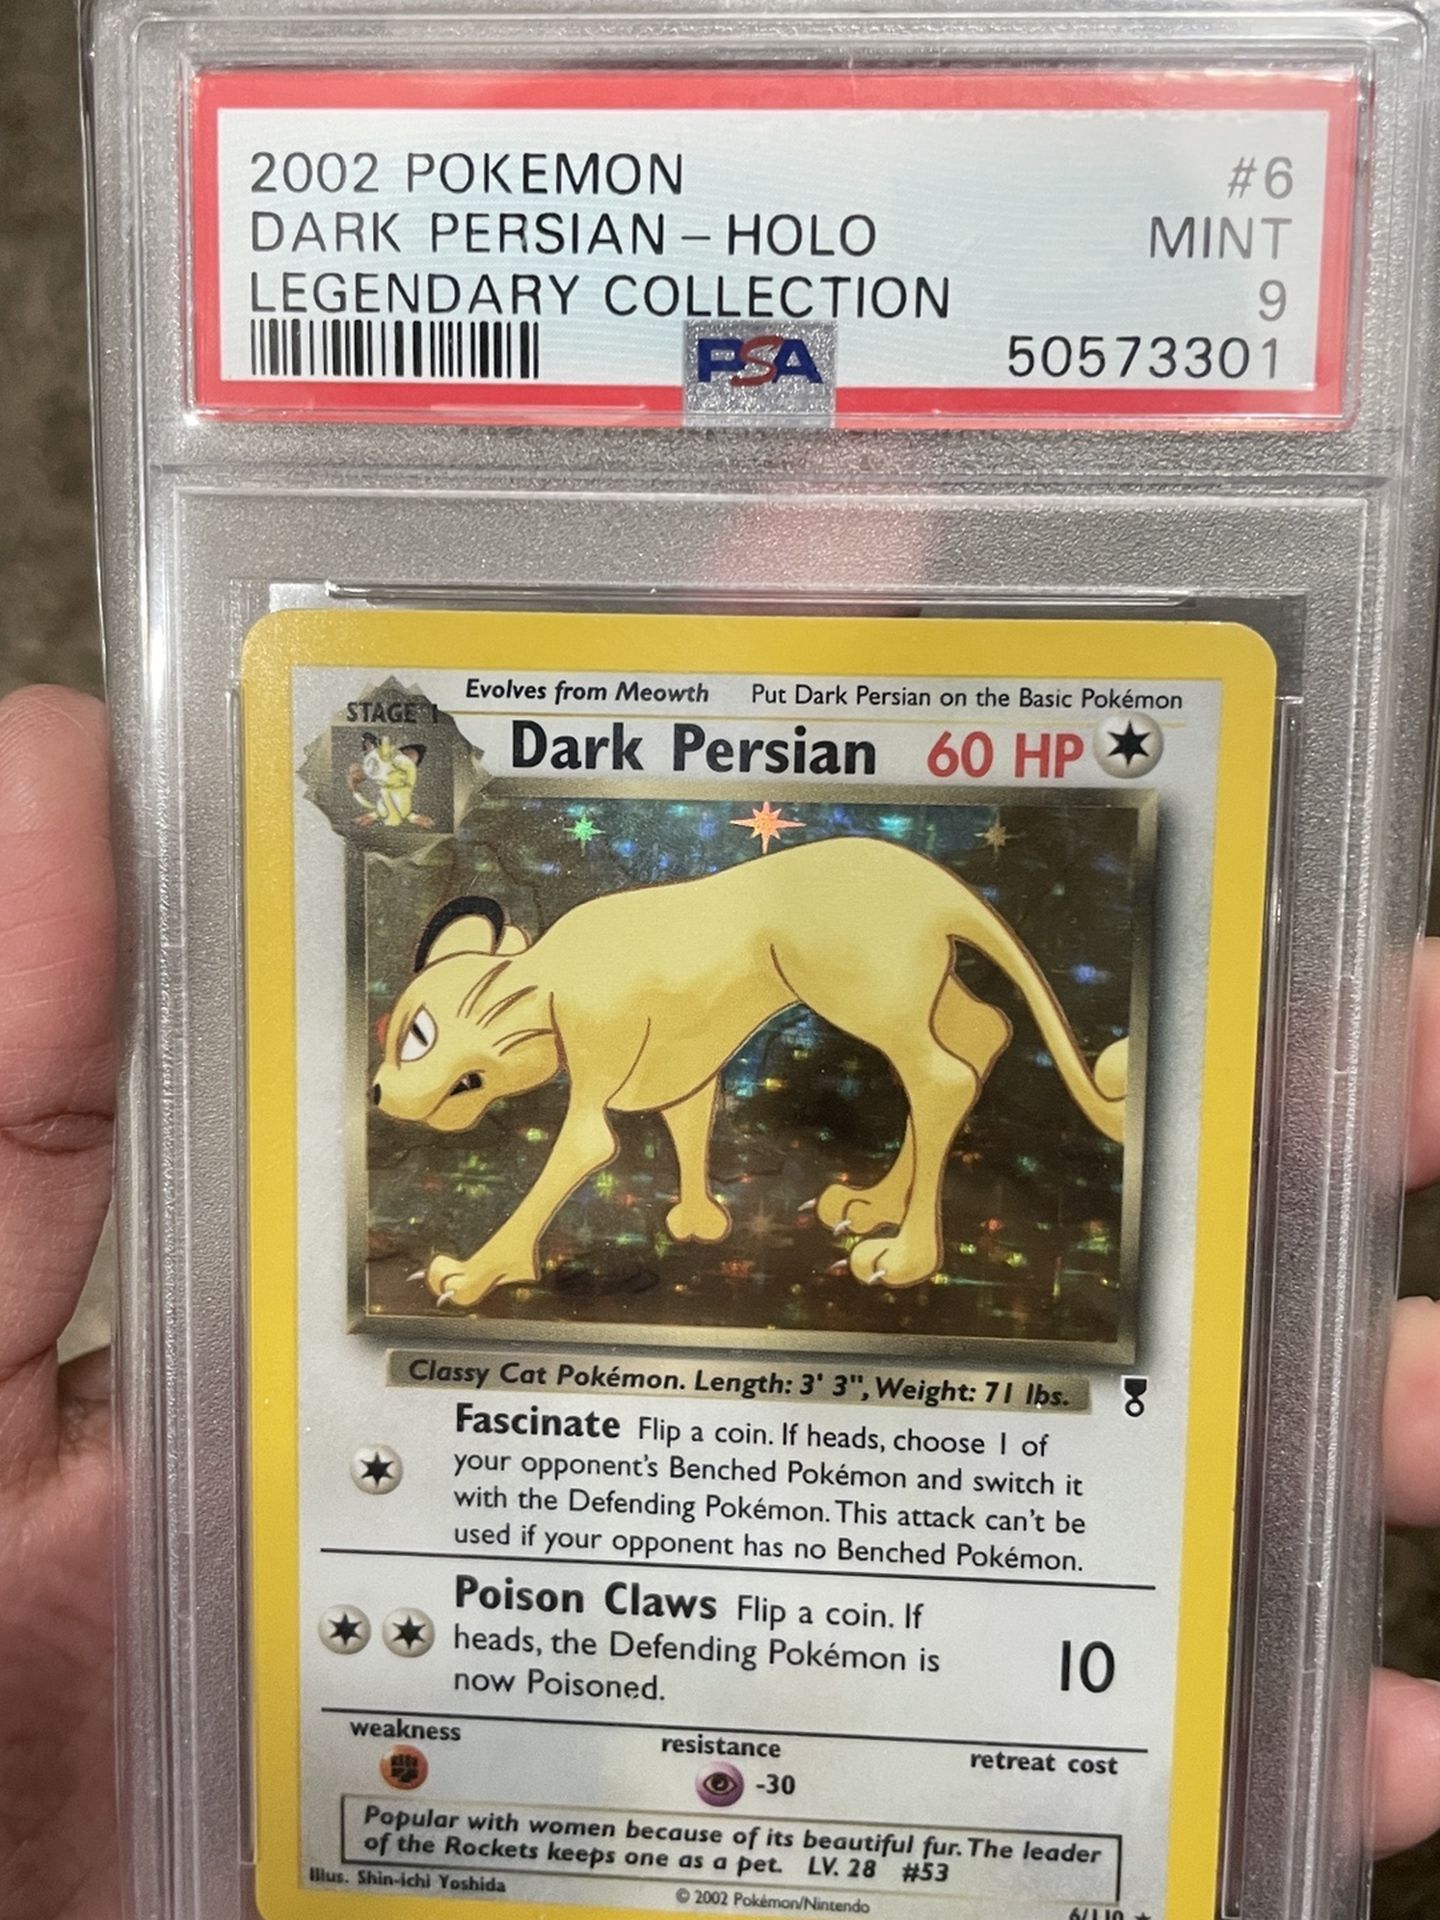 2002 POKEMON #6
DARK PERSIAN - HOLO MINT
LEGENDARY COLLECTION 9
PSA 50573301
Evolves from Meowth Put Dark Persian on the Basic Pokémon
STAGE 1
Dark Persian 60 HP
Classy Cat Pokémon. Length: 3' 3", Weight: 71 lbs.
Fascinate Flip a coin. If heads, choose 1 of
your opponent's Benched Pokémon and switch it
with the Defending Pokémon. This attack can't be
used if your opponent has no Benched Pokémon.
Poison Claws Flip a coin. If
heads, the Defending Pokémon is
now Poisoned.
10
weakness resistance retreat cost
-30
Popular with women because of its beautiful fur. The leader
of the Rockets keeps one as a pet. LV. 28 #53
Illus. Shin-ichi Yoshida
© 2002 Pokémon/Nintendo
6/110